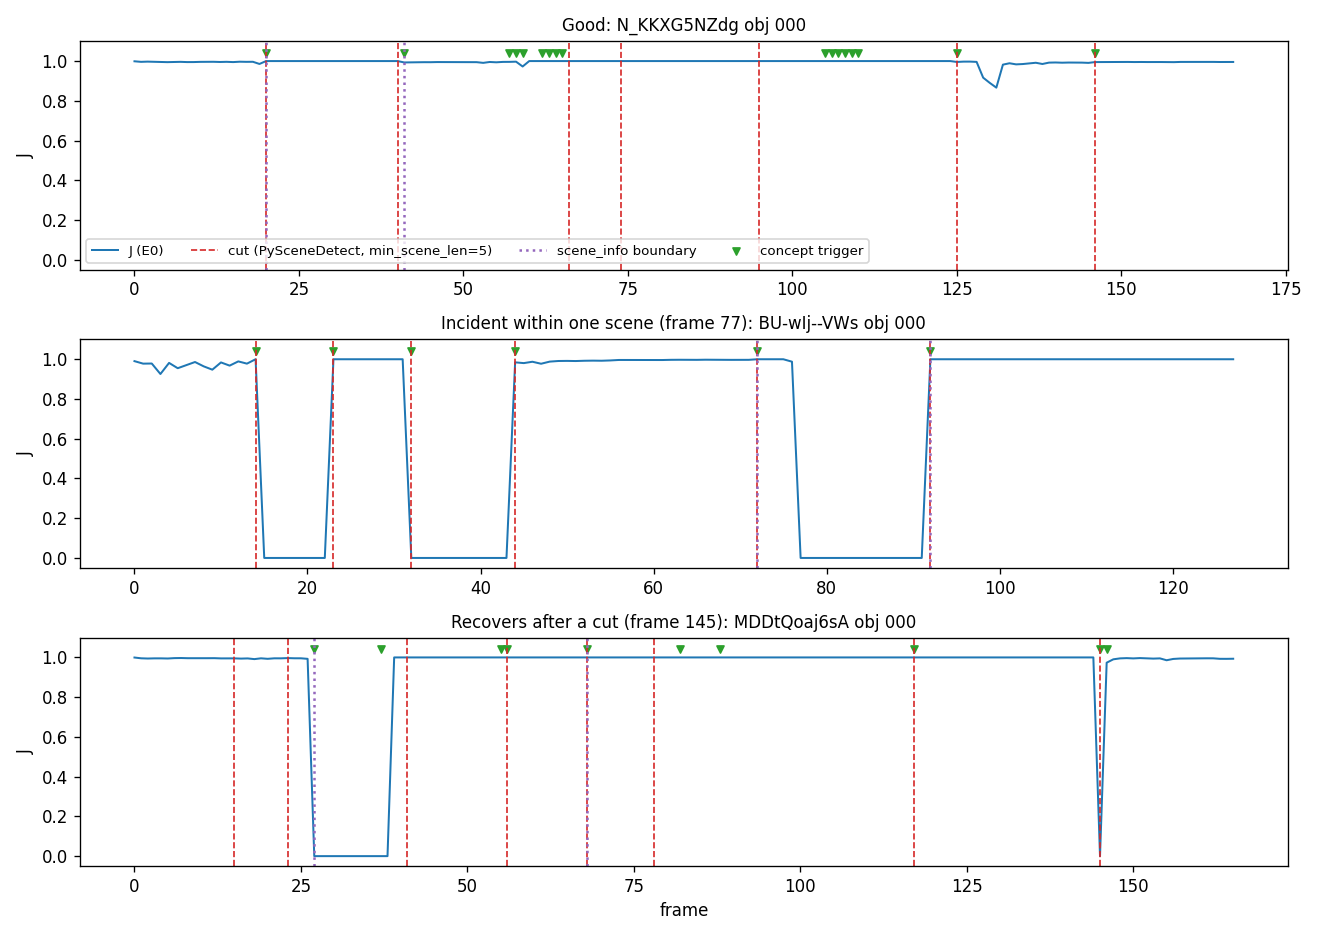 Good: N_KKXG5NZdg obj 000
1.0
0.8
0.6
0.4
0.2
0.0
J
J (E0)
cut (PySceneDetect, min_scene_len=5)
scene_info boundary
concept trigger
0 25 50 75 100 125 150 175
Incident within one scene (frame 77): BU-wIj--VWs obj 000
1.0
0.8
0.6
0.4
0.2
0.0
J
0 20 40 60 80 100 120
Recovers after a cut (frame 145): MDDtQoaj6sA obj 000
1.0
0.8
0.6
0.4
0.2
0.0
J
0 25 50 75 100 125 150
frame